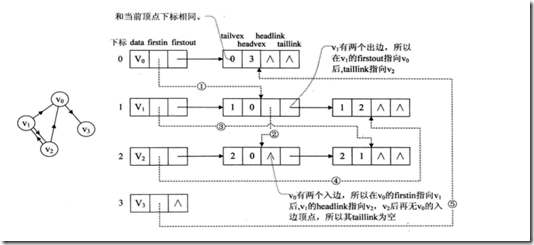 和当前顶点下标相同。
tailvex headlink
headvex taillink
下标 data firstin firstout
0 V₀ 0 3 ∧ ∧
v₁有两个出边，所以
在v₁的firstout指向v₀
后,taillink指向v₂
①
1 V₁ 1 0 1 2 ∧ ∧
③
②
2 V₂ 2 0 ∧ 2 1 ∧ ∧
④
v₀有两个入边，所以在v₀的firstin指向v₁
后,v₁的headlink指向v₂，v₂后再无v₀的入
边顶点，所以其taillink为空
⑤
3 V₃ ∧
v₀
v₁
v₂
v₃